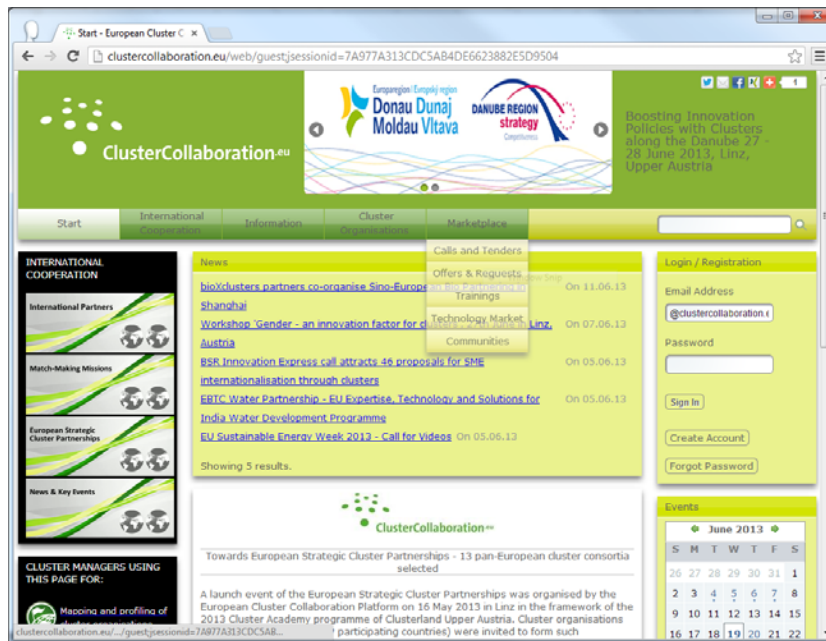 Start - European Cluster C
clustercollaboration.eu/web/guest;jsessionid=7A977A313CDC5AB4DE6623882E5D9504
ClusterCollaboration.eu
Europaregion | Evropský region
Donau Dunaj
Moldau Vltava
DANUBE REGION
strategy
Competitiveness
1
Boosting Innovation
Policies with Clusters
along the Danube 27 -
28 June 2013, Linz,
Upper Austria
Start
International
Cooperation
Information
Cluster
Organisations
Marketplace
Calls and Tenders
Offers & Requests
Trainings
Technology Market
Communities
INTERNATIONAL
COOPERATION
International Partners
Match-Making Missions
European Strategic
Cluster Partnerships
News & Key Events
CLUSTER MANAGERS USING
THIS PAGE FOR:
Mapping and profiling of
cluster organisations
News
bioXclusters partners co-organise Sino-European Bio Partnering in
Shanghai
On 11.06.13
Workshop 'Gender - an innovation factor for Linz,
Austria
On 07.06.13
BSR Innovation Express call attracts 46 proposals for SME
internationalisation through clusters
On 05.06.13
EBTC Water Partnership - EU Expertise, Technology and Solutions for
India Water Development Programme
On 05.06.13
EU Sustainable Energy Week 2013 - Call for Videos On 05.06.13
Showing 5 results.
ClusterCollaboration.eu
Towards European Strategic Cluster Partnerships - 13 pan-European cluster consortia
selected
A launch event of the European Strategic Cluster Partnerships was organised by the
European Cluster Collaboration Platform on 16 May 2013 in Linz in the framework of the
2013 Cluster Academy programme of Clusterland Upper Austria. Cluster organisations
participating countries) were invited to form such
Login / Registration
Email Address
@clustercollaboration.e
Password
Sign In
Create Account
Forgot Password
Events
June 2013
S M T W T F S
26 27 28 29 30 31 1
2 3 4 5 6 7 8
9 10 11 12 13 14 15
16 17 18 19 20 21 22
clustercollaboration.eu/.../guest;jsessionid=7A977A313CDC5AB...